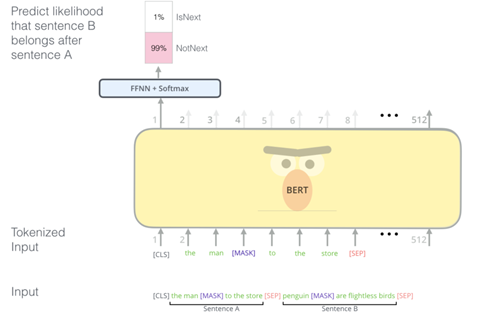 Predict likelihood
that sentence B
belongs after
sentence A
1% IsNext
99% NotNext
FFNN + Softmax
1 2 3 4 5 6 7 8 ••• 512
BERT
1 2 ••• 512
Tokenized
Input
[CLS] the man [MASK] to the store [SEP]
Input
[CLS] the man [MASK] to the store [SEP] penguin [MASK] are flightless birds [SEP]
Sentence A Sentence B